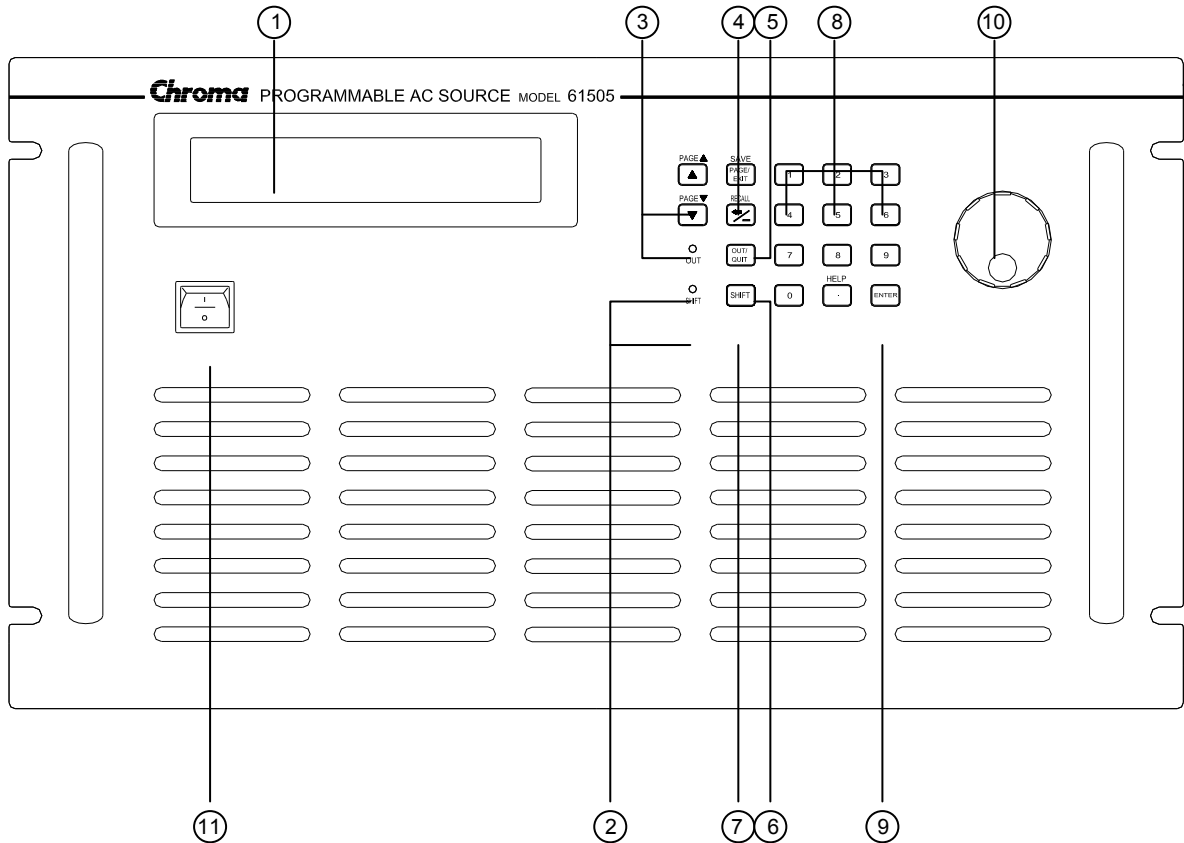 1 3 4 5 8 10
Chroma PROGRAMMABLE AC SOURCE MODEL 61505
PAGE▲ SAVE
▲ PAGE/ EXIT 1 2 3
PAGE▼ RECALL
▼ +/- 4 5 6
OUT OUT/ QUIT 7 8 9
HELP
SHIFT SHIFT 0 . ENTER
I
O
11 2 7 6 9